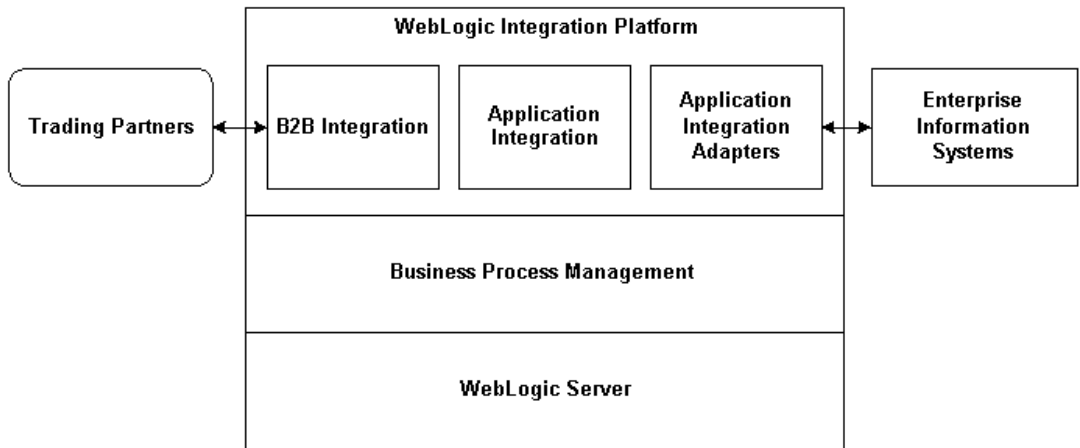 WebLogic Integration Platform
Trading Partners
B2B Integration
Application
Integration
Application
Integration
Adapters
Enterprise
Information
Systems
Business Process Management
WebLogic Server